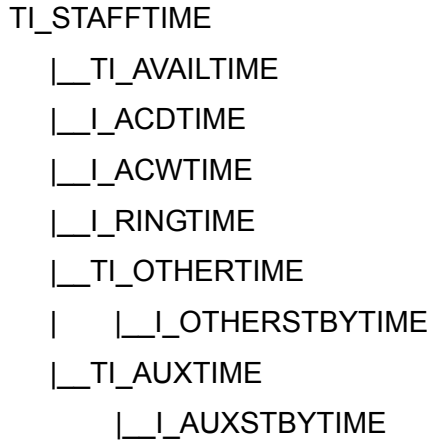 TI_STAFFTIME
|__TI_AVAILTIME
|__I_ACDTIME
|__I_ACWTIME
|__I_RINGTIME
|__TI_OTHERTIME
| |__I_OTHERSTBYTIME
|__TI_AUXTIME
|__I_AUXSTBYTIME